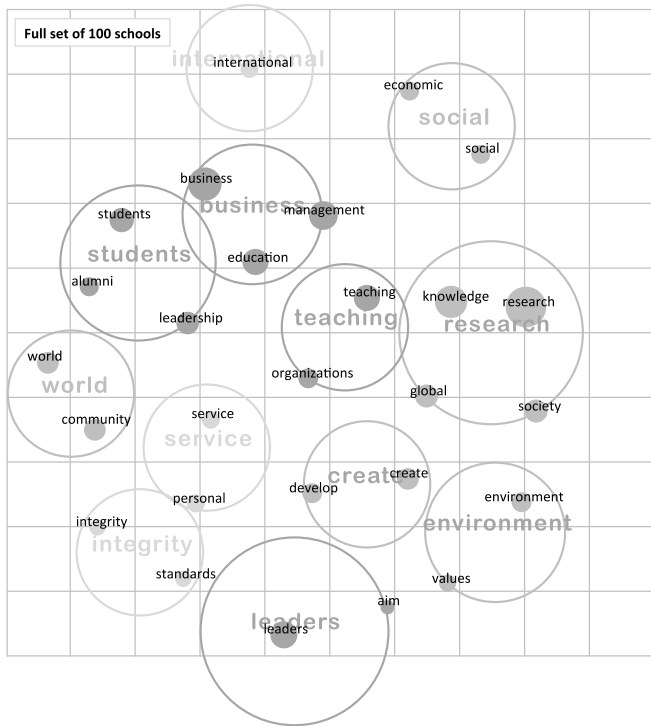 Full set of 100 schools
international
international
economic
social
social
business
business
management
students
students
education
alumni
leadership
teaching
teaching
knowledge
research
research
organizations
global
society
world
world
community
service
service
personal
create
create
develop
environment
environment
integrity
integrity
standards
values
aim
leaders
leaders